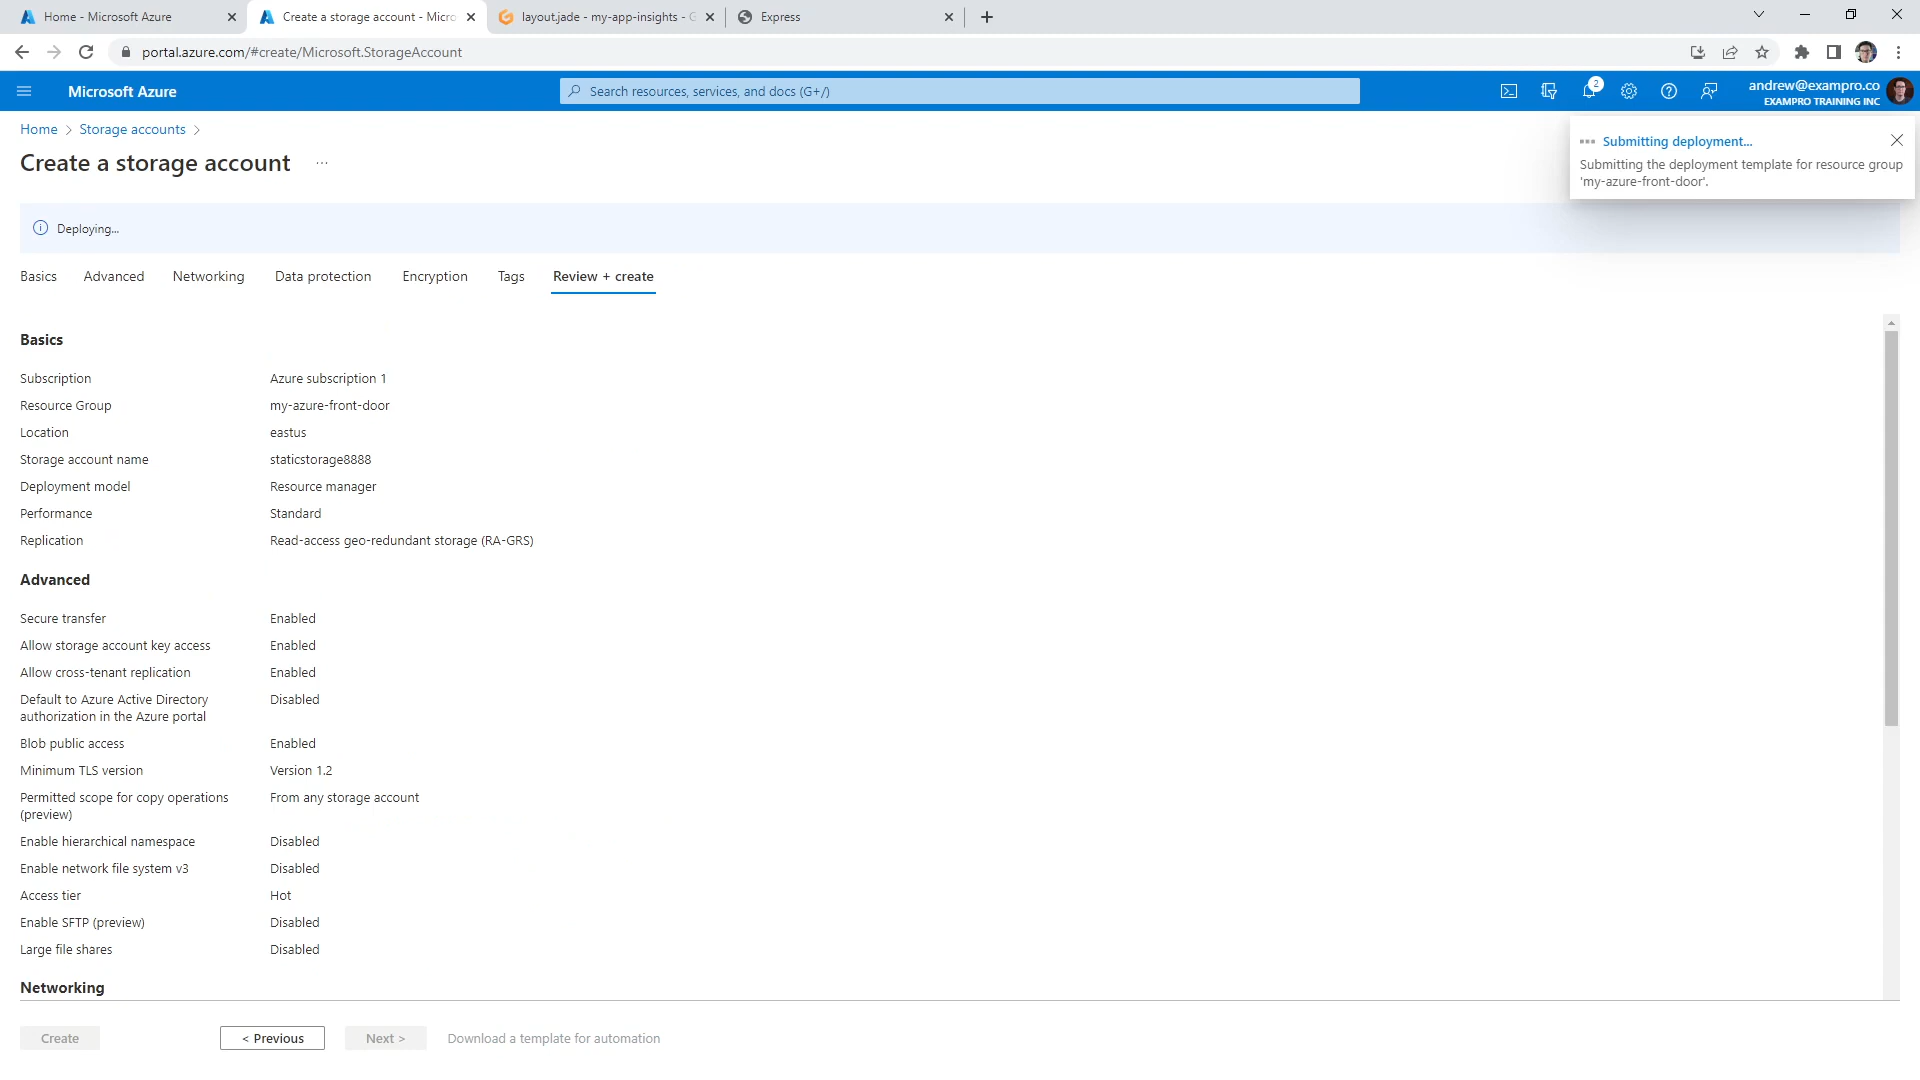 Home - Microsoft Azure
Create a storage account - Micro
layout.jade - my-app-insights - G
Express
portal.azure.com/#create/Microsoft.StorageAccount
Microsoft Azure
Search resources, services, and docs (G+/)
2
andrew@exampro.co
EXAMPRO TRAINING INC
Home > Storage accounts >
Create a storage account ...
Submitting deployment...
Submitting the deployment template for resource group
'my-azure-front-door'.
Deploying...
Basics Advanced Networking Data protection Encryption Tags Review + create
Basics
Subscription Azure subscription 1
Resource Group my-azure-front-door
Location eastus
Storage account name staticstorage8888
Deployment model Resource manager
Performance Standard
Replication Read-access geo-redundant storage (RA-GRS)
Advanced
Secure transfer Enabled
Allow storage account key access Enabled
Allow cross-tenant replication Enabled
Default to Azure Active Directory
authorization in the Azure portal Disabled
Blob public access Enabled
Minimum TLS version Version 1.2
Permitted scope for copy operations
(preview) From any storage account
Enable hierarchical namespace Disabled
Enable network file system v3 Disabled
Access tier Hot
Enable SFTP (preview) Disabled
Large file shares Disabled
Networking
Create < Previous Next > Download a template for automation